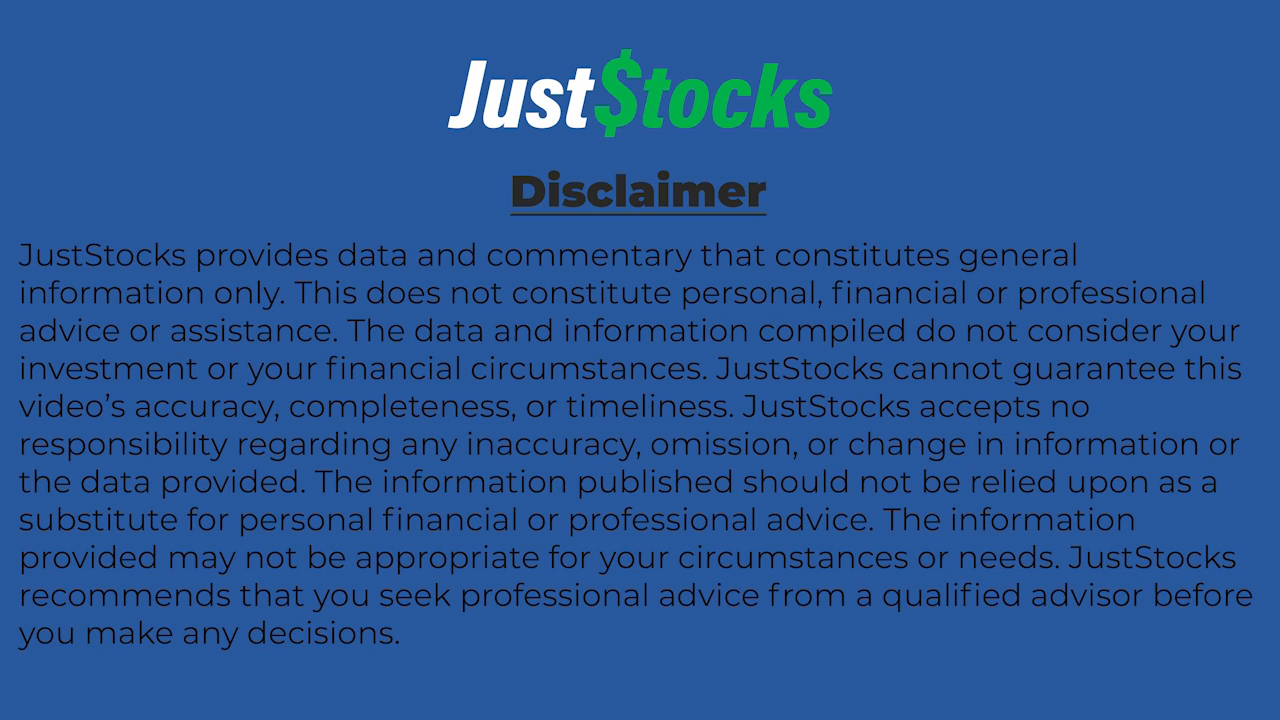 Just$tocks
Disclaimer
JustStocks provides data and commentary that constitutes general
information only. This does not constitute personal, financial or professional
advice or assistance. The data and information compiled do not consider your
investment or your financial circumstances. JustStocks cannot guarantee this
video’s accuracy, completeness, or timeliness. JustStocks accepts no
responsibility regarding any inaccuracy, omission, or change in information or
the data provided. The information published should not be relied upon as a
substitute for personal financial or professional advice. The information
provided may not be appropriate for your circumstances or needs. JustStocks
recommends that you seek professional advice from a qualified advisor before
you make any decisions.